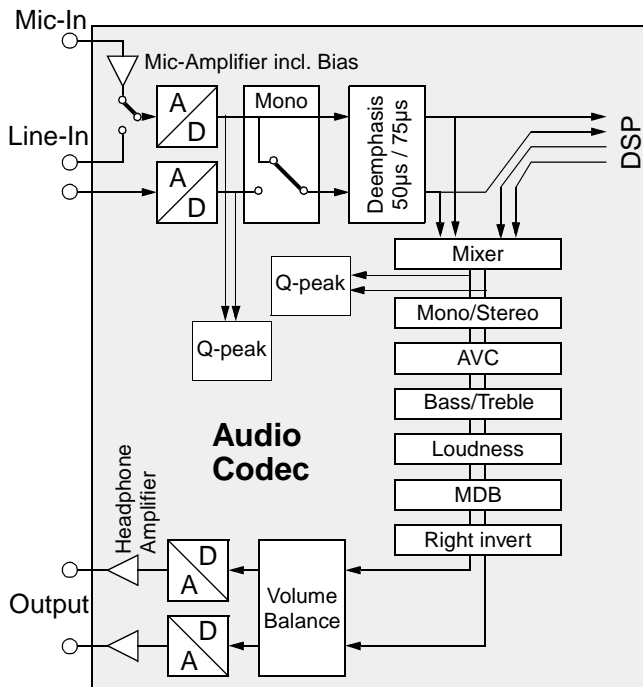 Mic-In
Mic-Amplifier incl. Bias
A
D
Mono
Deemphasis
50µs / 75µs
DSP
Line-In
A
D
Mixer
Q-peak
Mono/Stereo
Q-peak
AVC
Bass/Treble
Audio
Codec
Loudness
MDB
Right invert
Headphone
Amplifier
D
A
Volume
Balance
Output
D
A